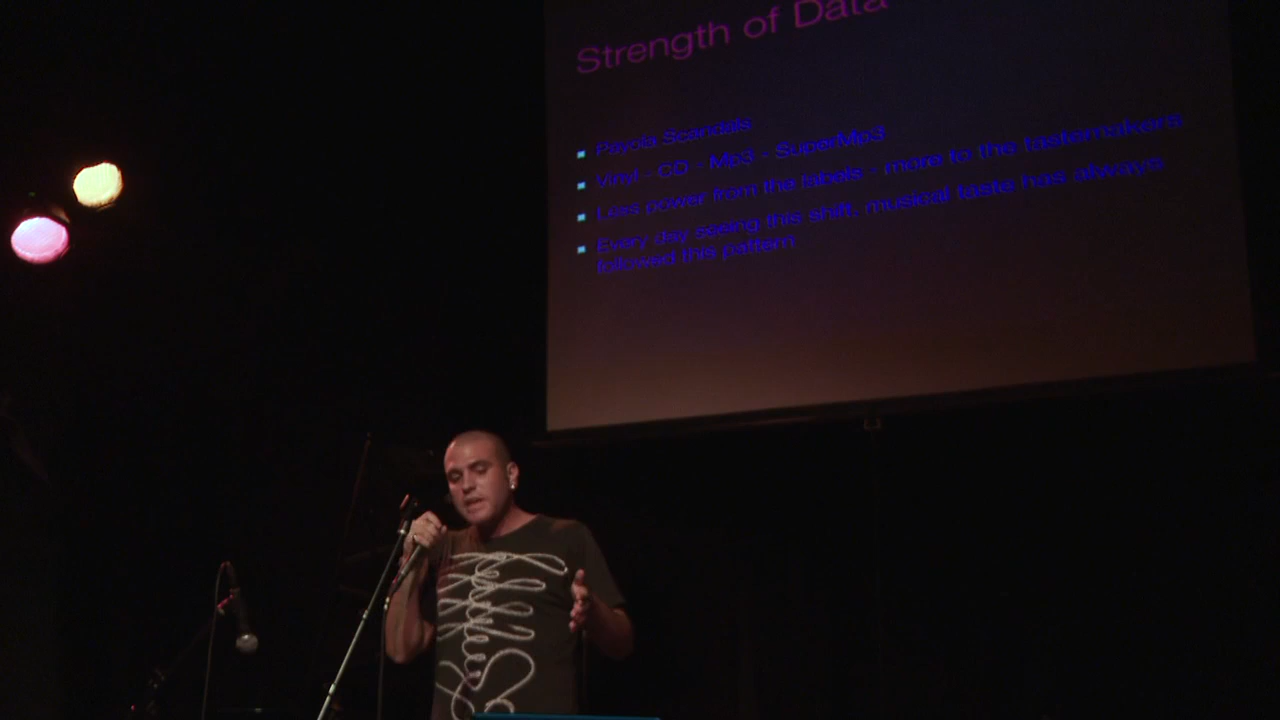 Strength of Data
Payola Scandals
Vinyl - CD - Mp3 - SuperMp3
Less power from the labels - more to the tastemakers
Every day seeing this shift, musical taste has always
followed this pattern